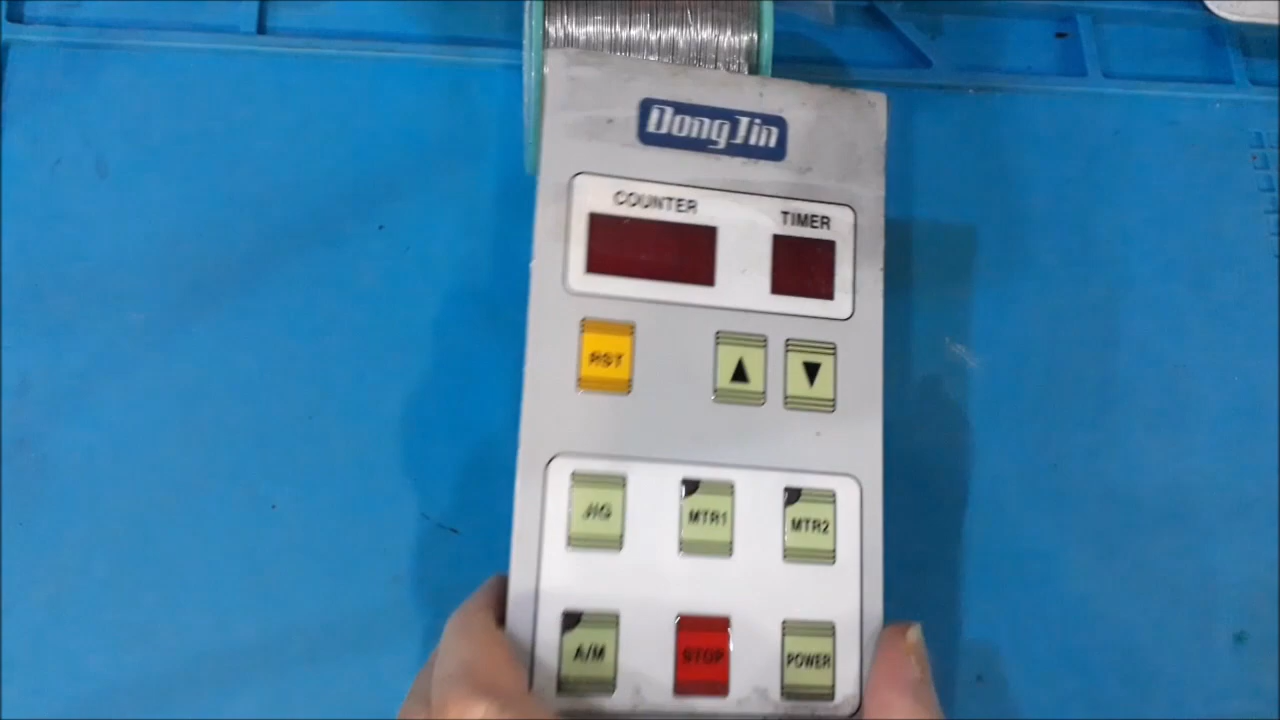 DongJin
COUNTER
TIMER
RST
▲ ▼
JIG
MTR1
MTR2
A/M
STOP
POWER